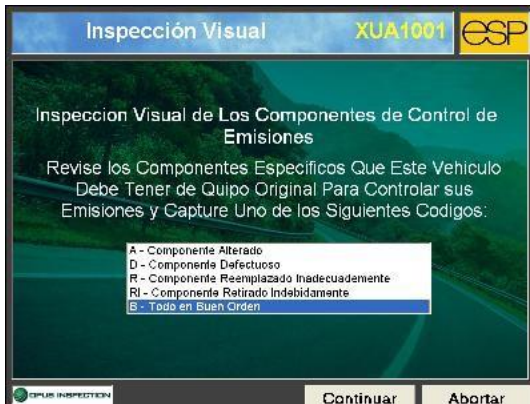 Inspección Visual
XUA1001
esp
Inspeccion Visual de Los Componentes de Control de
Emisiones
Revise los Componentes Especificos Que Este Vehiculo
Debe Tener de Quipo Original Para Controlar sus
Emisiones y Capture Uno de los Siguientes Codigos:
A - Componente Alterado
D - Componente Defectuoso
R - Componente Reemplazado Inadecuademente
RI - Componente Retirado Indebidamente
B - Todo en Buen Orden
OPUS INSPECTION
Continuar
Abortar